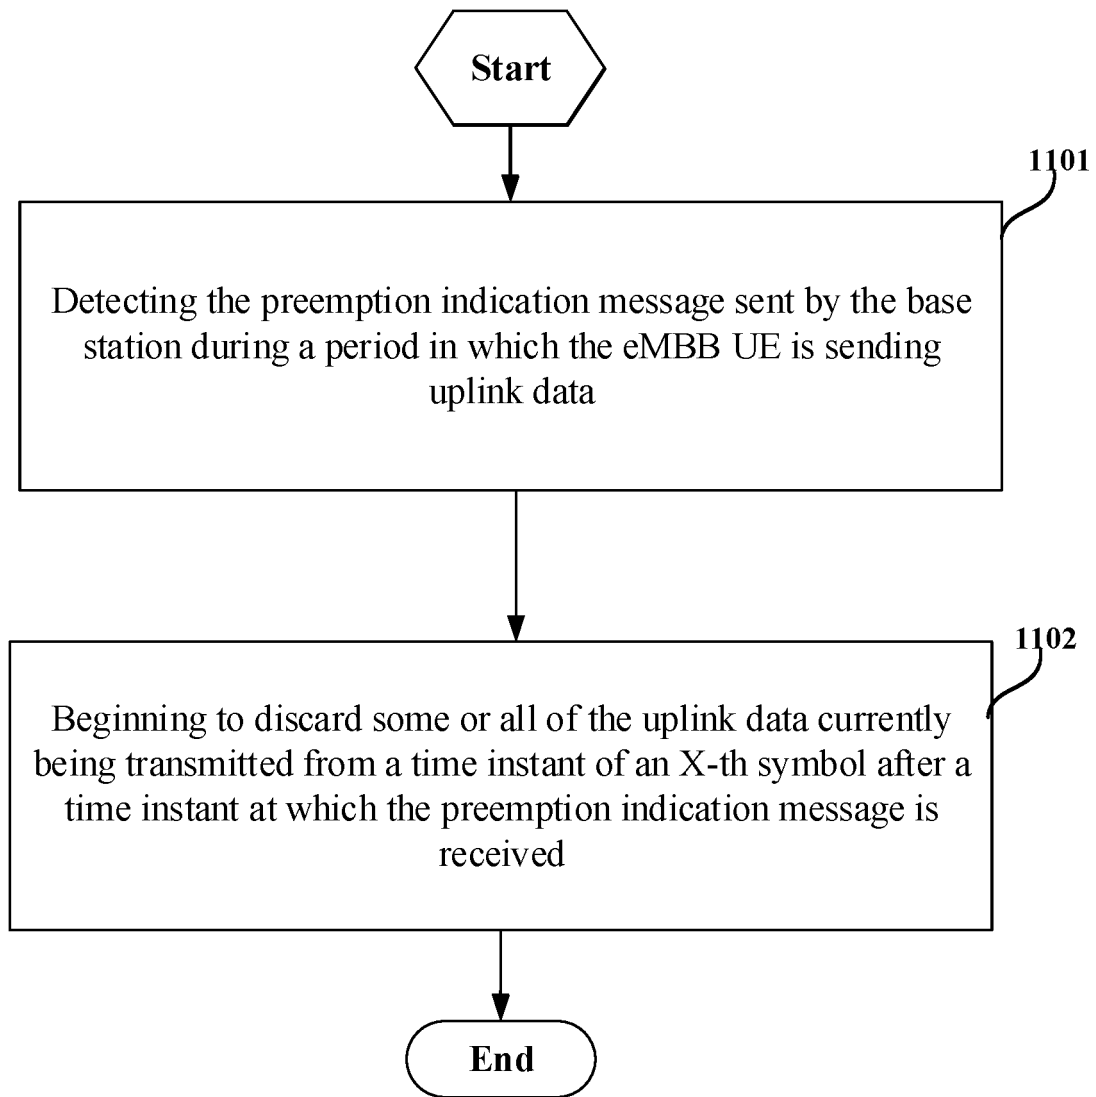 Start
1101
Detecting the preemption indication message sent by the base
station during a period in which the eMBB UE is sending
uplink data
1102
Beginning to discard some or all of the uplink data currently
being transmitted from a time instant of an X-th symbol after a
time instant at which the preemption indication message is
received
End